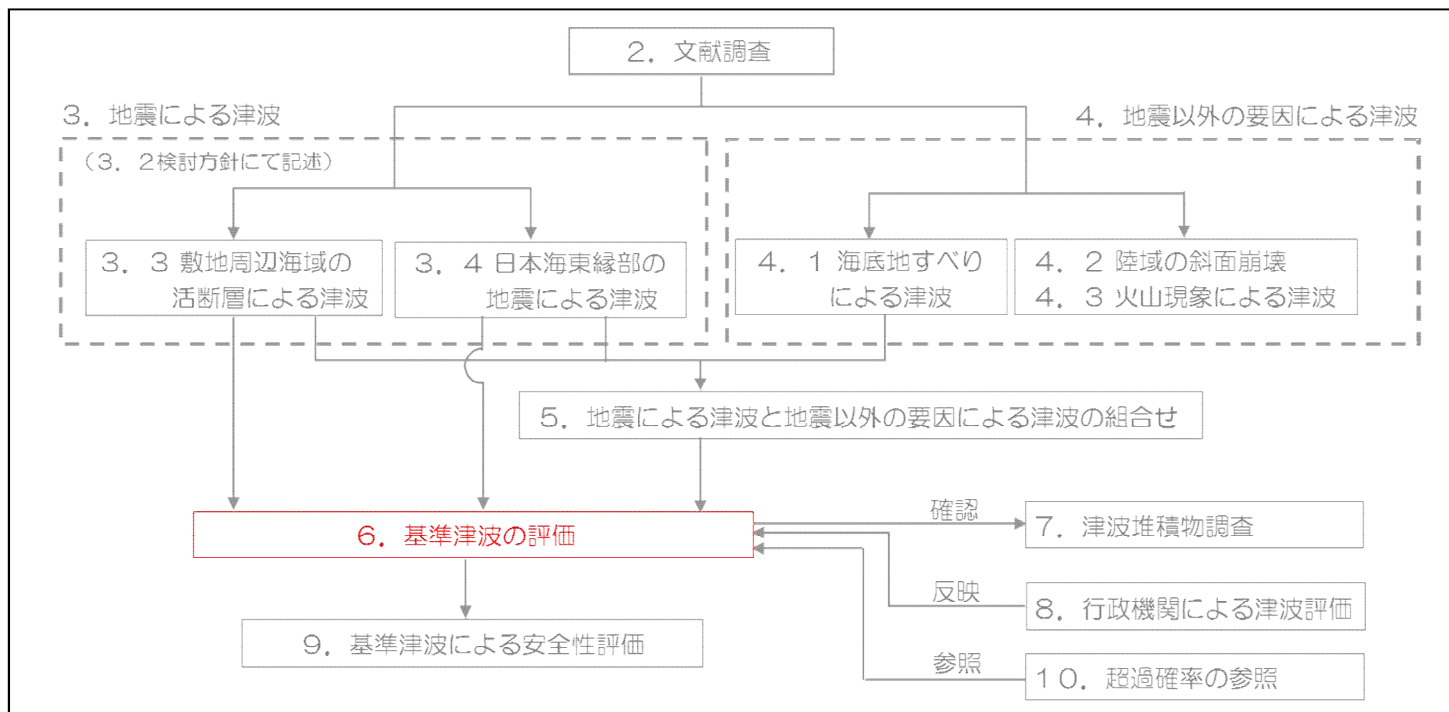 2．文献調査
3．地震による津波
4．地震以外の要因による津波
（3．2検討方針にて記述）
3．3 敷地周辺海域の
活断層による津波
3．4 日本海東縁部の
地震による津波
4．1 海底地すべり
による津波
4．2 陸域の斜面崩壊
4．3 火山現象による津波
5．地震による津波と地震以外の要因による津波の組合せ
6．基準津波の評価
確認
7．津波堆積物調査
反映
8．行政機関による津波評価
9．基準津波による安全性評価
参照
10．超過確率の参照